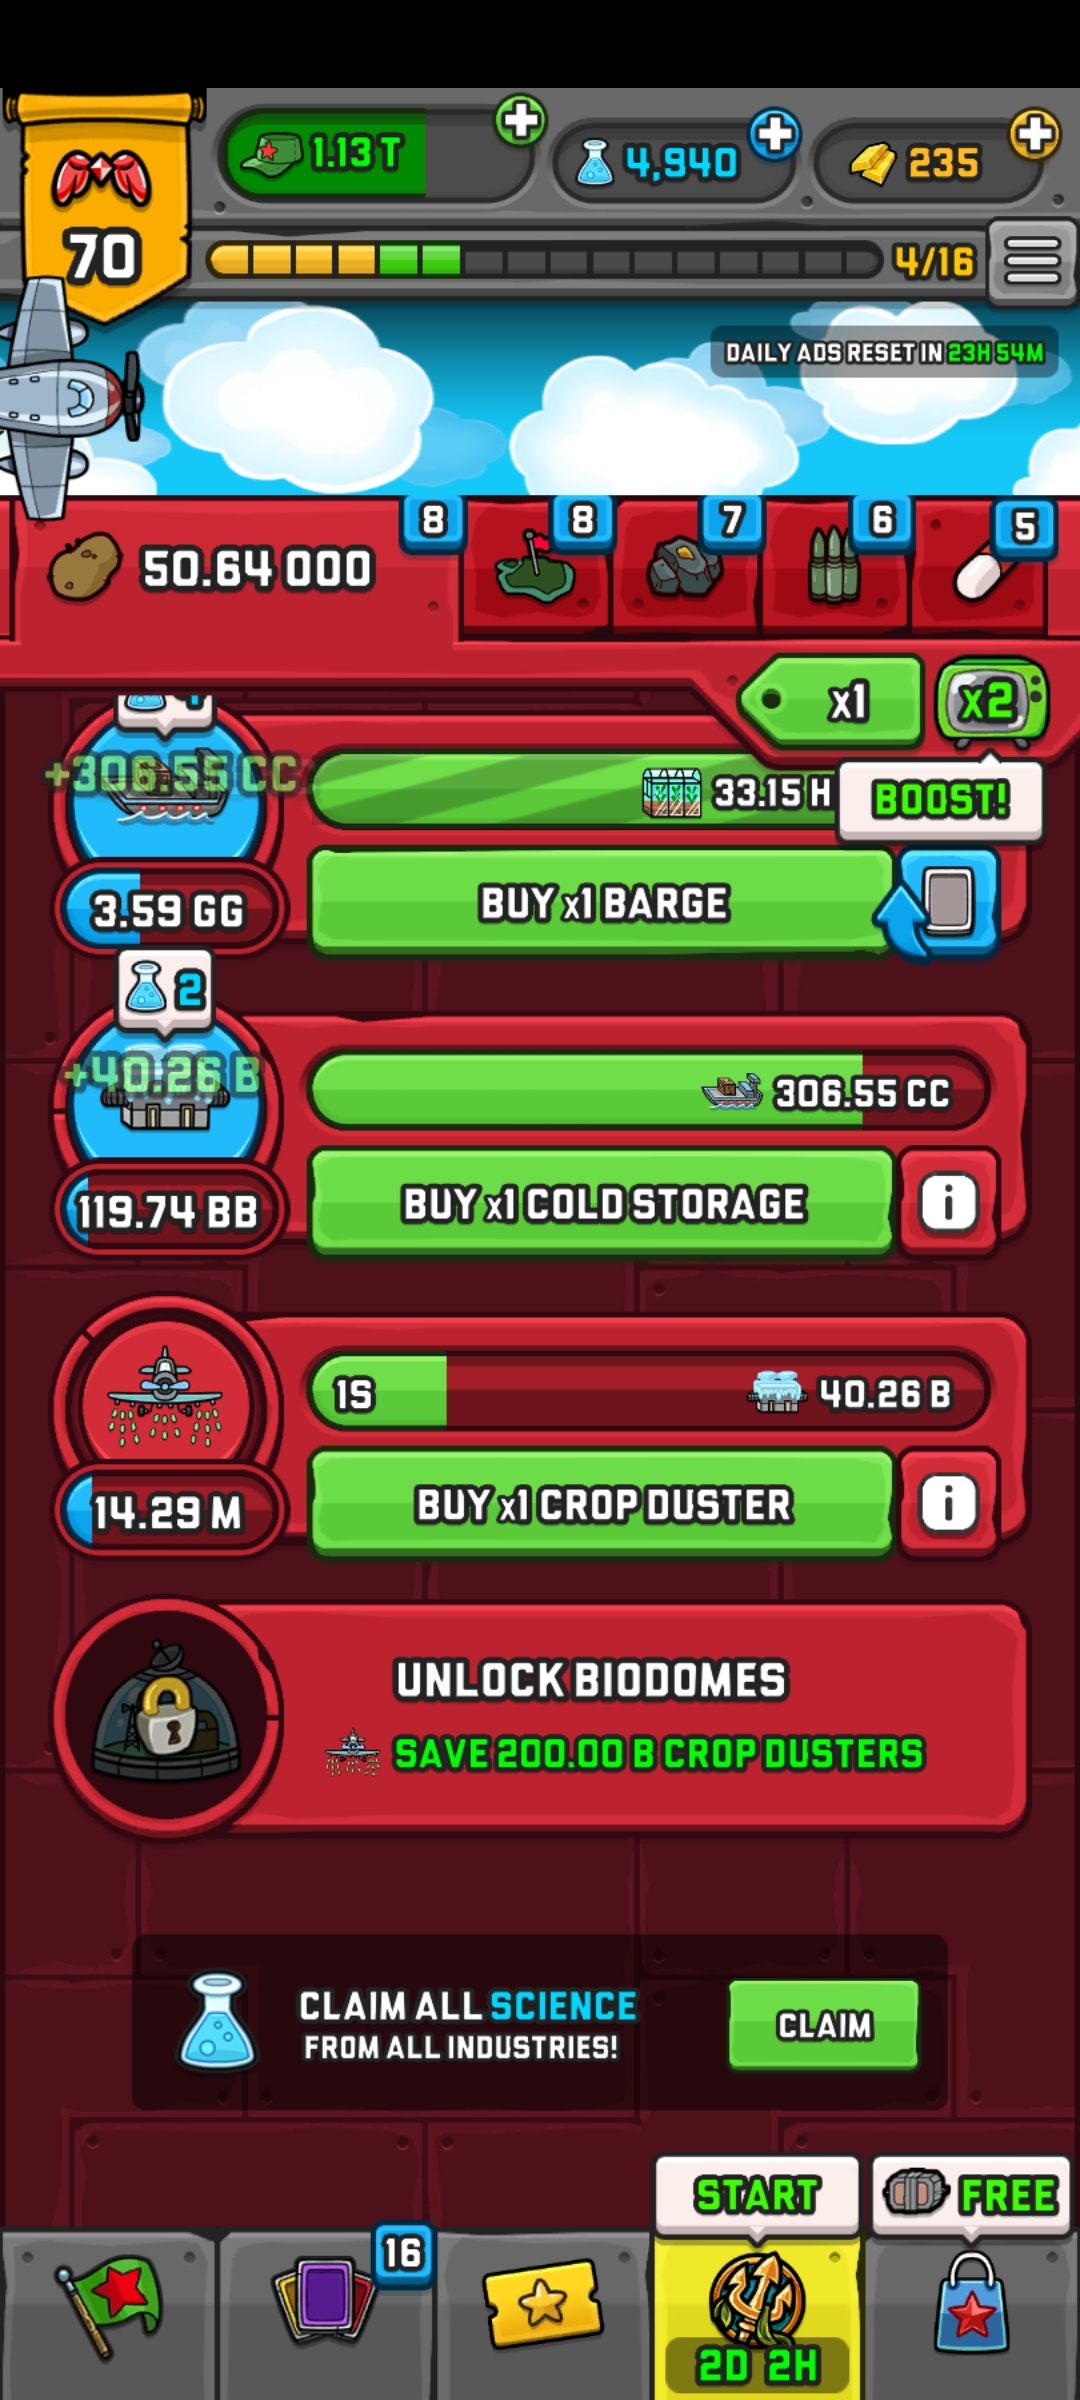 1.13 T
4,940
235
70
4/16
DAILY ADS RESET IN 23H 54M
50.64 OOO
8
8
7
6
5
x1
x2
+306.55 CC
33.15 H
BOOST!
3.59 GG
BUY x1 BARGE
2
+40.26 B
306.55 CC
119.74 BB
BUY x1 COLD STORAGE
i
1S
40.26 B
14.29 M
BUY x1 CROP DUSTER
i
UNLOCK BIODOMES
SAVE 200.00 B CROP DUSTERS
CLAIM ALL SCIENCE
FROM ALL INDUSTRIES!
CLAIM
START
FREE
16
2D 2H